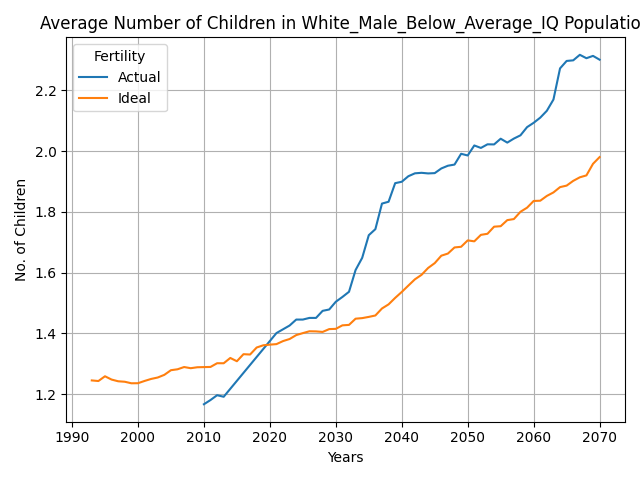 Average Number of Children in White_Male_Below_Average_IQ Populatio
Fertility
Actual
Ideal
No. of Children
2.2
2.0
1.8
1.6
1.4
1.2
1990 2000 2010 2020 2030 2040 2050 2060 2070
Years